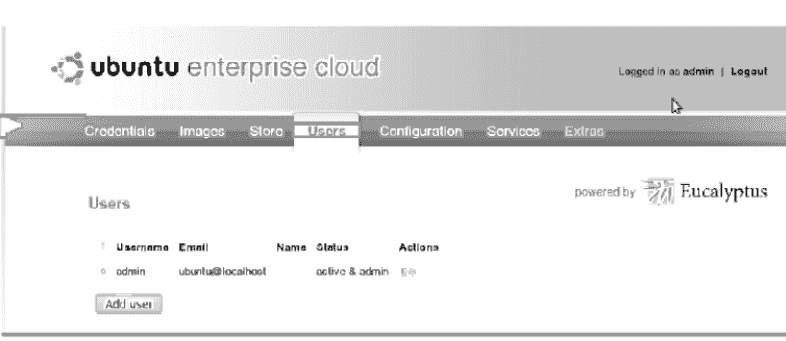 ubuntu enterprise cloud
Logged in as admin | Logout
Credentials Images Store Users Configuration Services Extras
powered by Eucalyptus
Users
Username Email Name Status Actions
admin ubuntu@localhost active & admin Edit
Add user